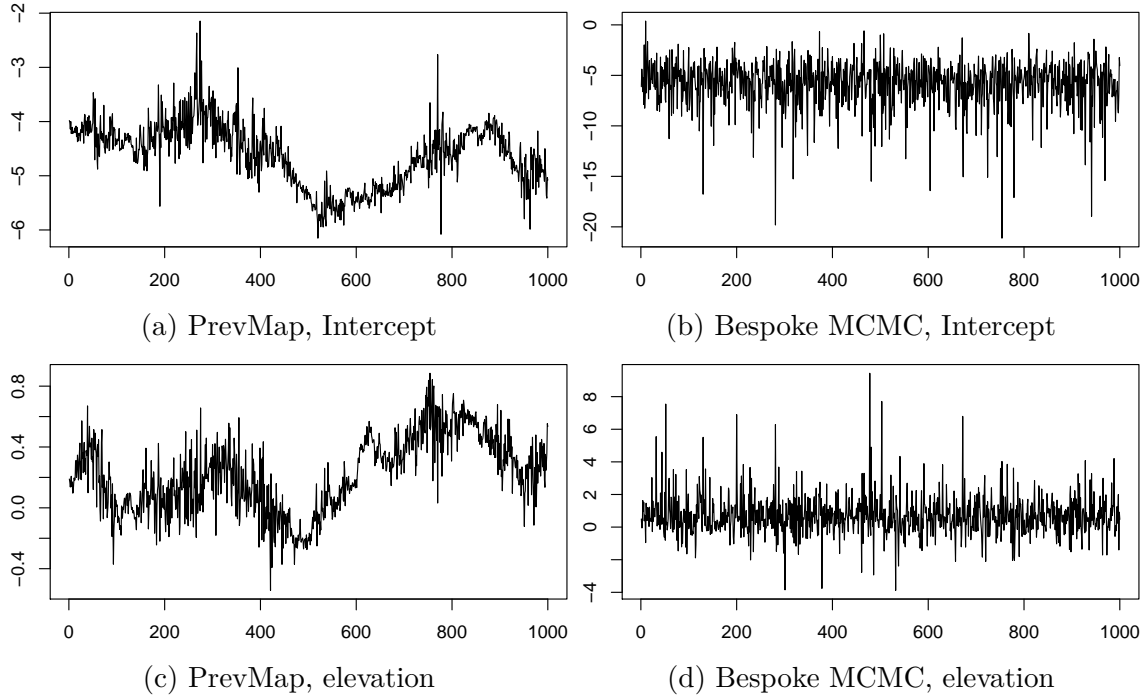 -2
-3
-4
-5
-6
0 200 400 600 800 1000
(a) PrevMap, Intercept
0
-5
-10
-15
-20
0 200 400 600 800 1000
(b) Bespoke MCMC, Intercept
0.8
0.4
0.0
-0.4
0 200 400 600 800 1000
(c) PrevMap, elevation
8
6
4
2
0
-4
0 200 400 600 800 1000
(d) Bespoke MCMC, elevation